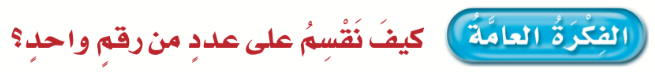 الفِكْرَةُ العامَّةُ كيفَ نَقْسِمُ على عددٍ من رقمٍ واحدٍ؟